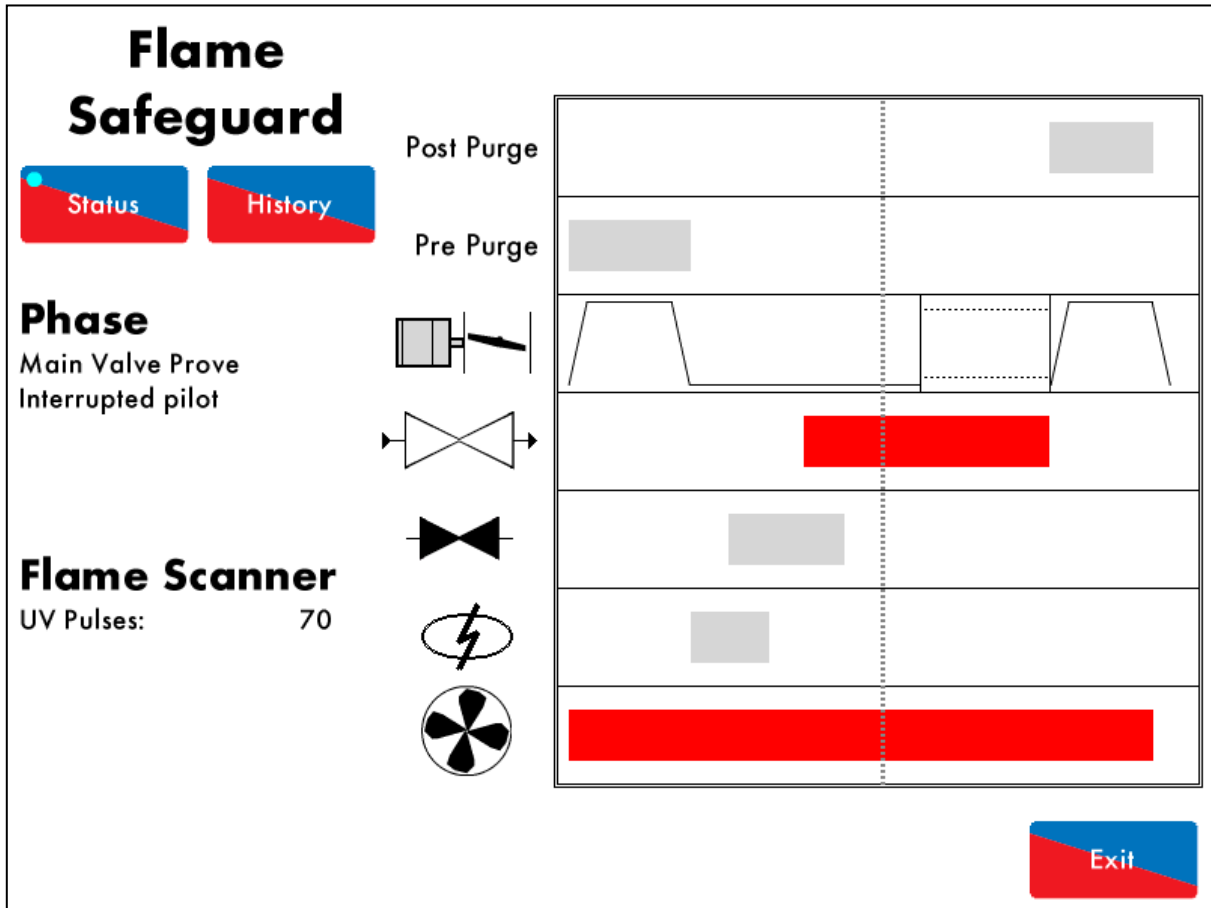 Flame
Safeguard
Status
History
Post Purge
Pre Purge
Phase
Main Valve Prove
Interrupted pilot
Flame Scanner
UV Pulses: 70
Exit